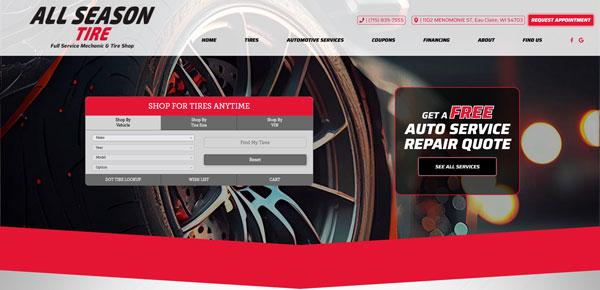 ALL SEASON
TIRE
Full Service Mechanic & Tire Shop
(715) 835-7955
1102 MENOMONIE ST, Eau Claire, WI 54703
REQUEST APPOINTMENT
HOME TIRES AUTOMOTIVE SERVICES COUPONS FINANCING ABOUT FIND US
SHOP FOR TIRES ANYTIME
Shop By
Vehicle
Shop By
Tire Size
Shop By
VIN
Make
Year
Model
Option
Find My Tires
Reset
DOT TIRE LOOKUP WISH LIST CART
GET A FREE
AUTO SERVICE
REPAIR QUOTE
SEE ALL SERVICES